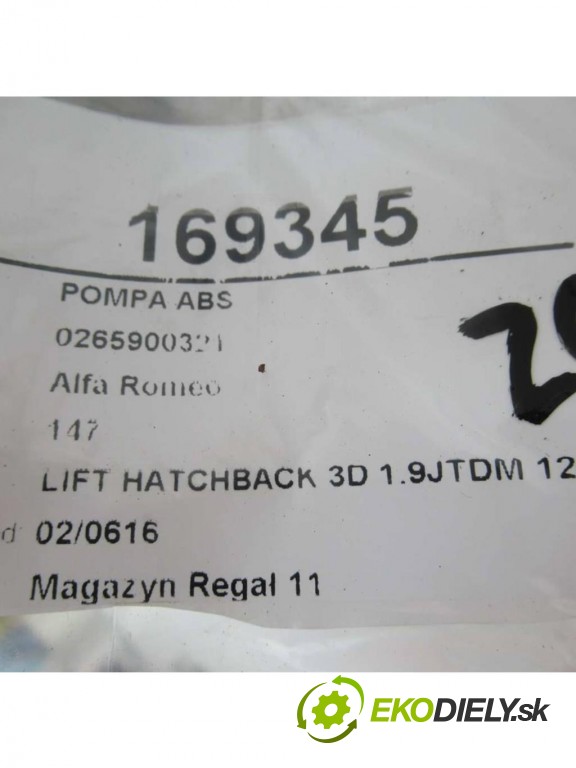 169345
POMPA ABS
0265900321
Alfa Romeo
147
LIFT HATCHBACK 3D 1.9JTDM 12
d 02/0616
Magazyn Regał 11
EKODIELY.sk